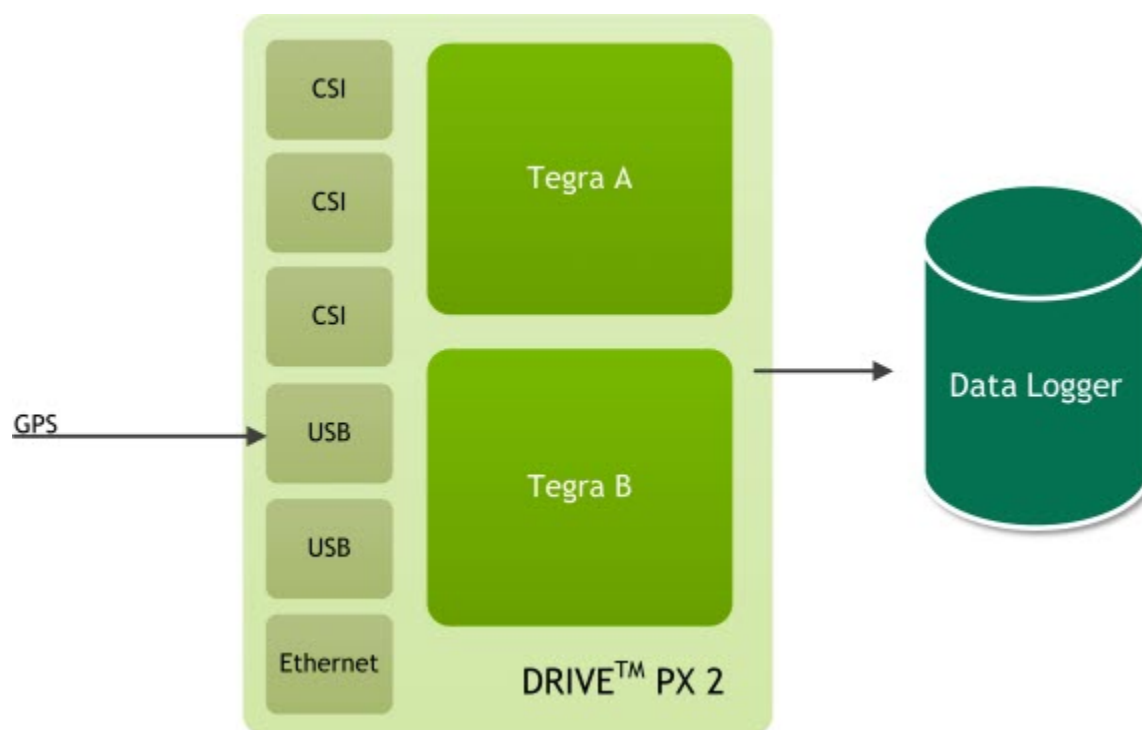 CSI
CSI
CSI
USB
USB
Ethernet
GPS
Tegra A
Tegra B
DRIVE™ PX 2
Data Logger